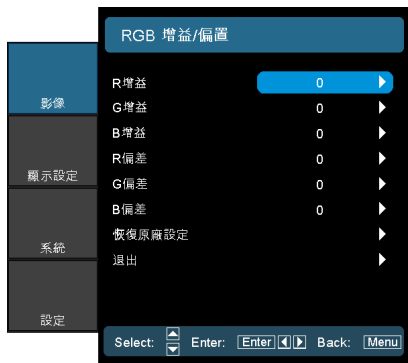 RGB 增益/偏置
影像
顯示設定
系統
設定
R增益 0
G增益 0
B增益 0
R偏差 0
G偏差 0
B偏差 0
恢復原廠設定
退出
Select: Enter: Enter Back: Menu